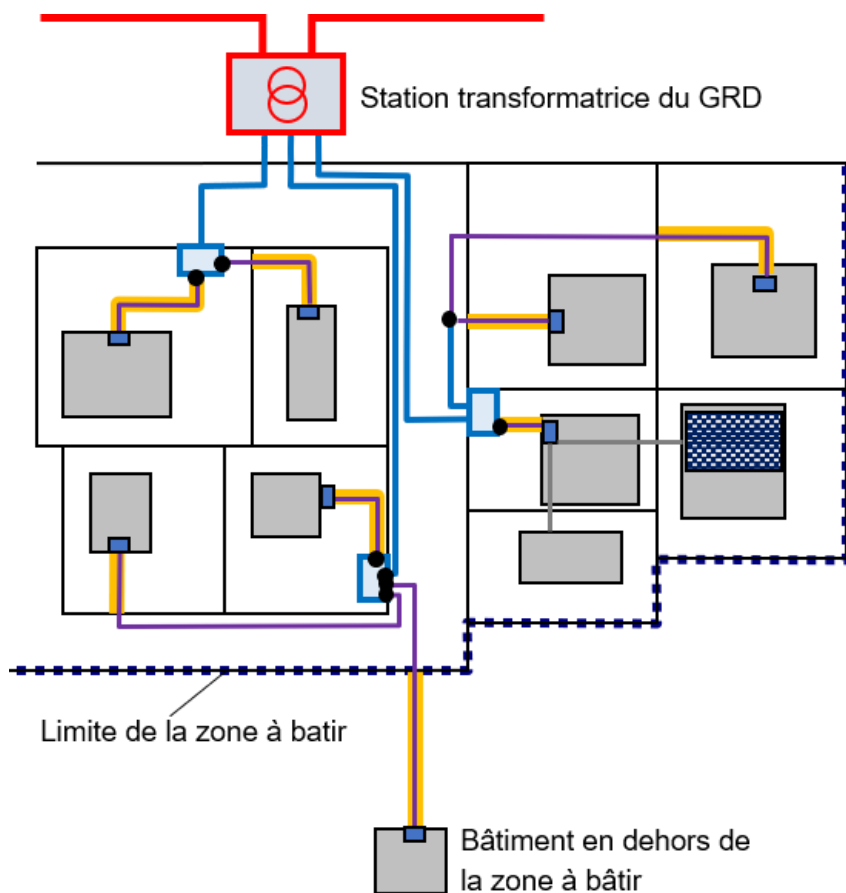 Station transformatrice du GRD
Limite de la zone à batir
Bâtiment en dehors de
la zone à bâtir